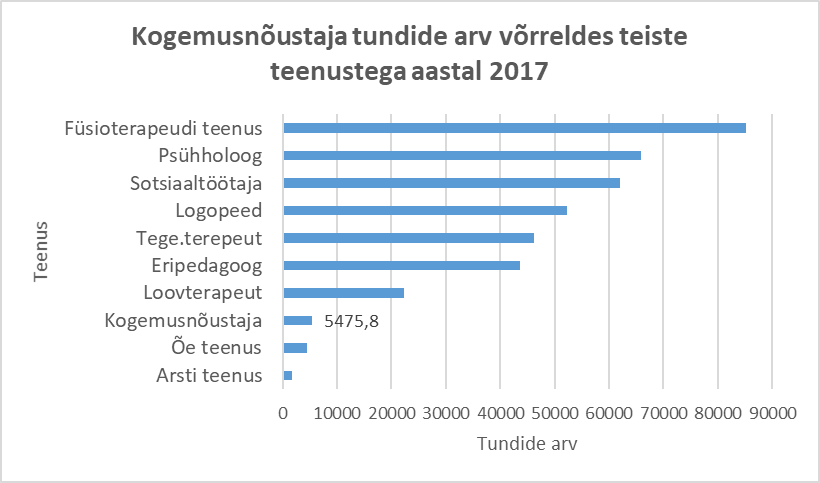 Kogemusnõustaja tundide arv võrreldes teiste
teenustega aastal 2017
Teenus
Füsioterapeudi teenus
Psühholoog
Sotsiaaltöötaja
Logopeed
Tege.terepeut
Eripedagoog
Loovterapeut
Kogemusnõustaja 5475,8
Õe teenus
Arsti teenus
0 10000 20000 30000 40000 50000 60000 70000 80000 90000
Tundide arv